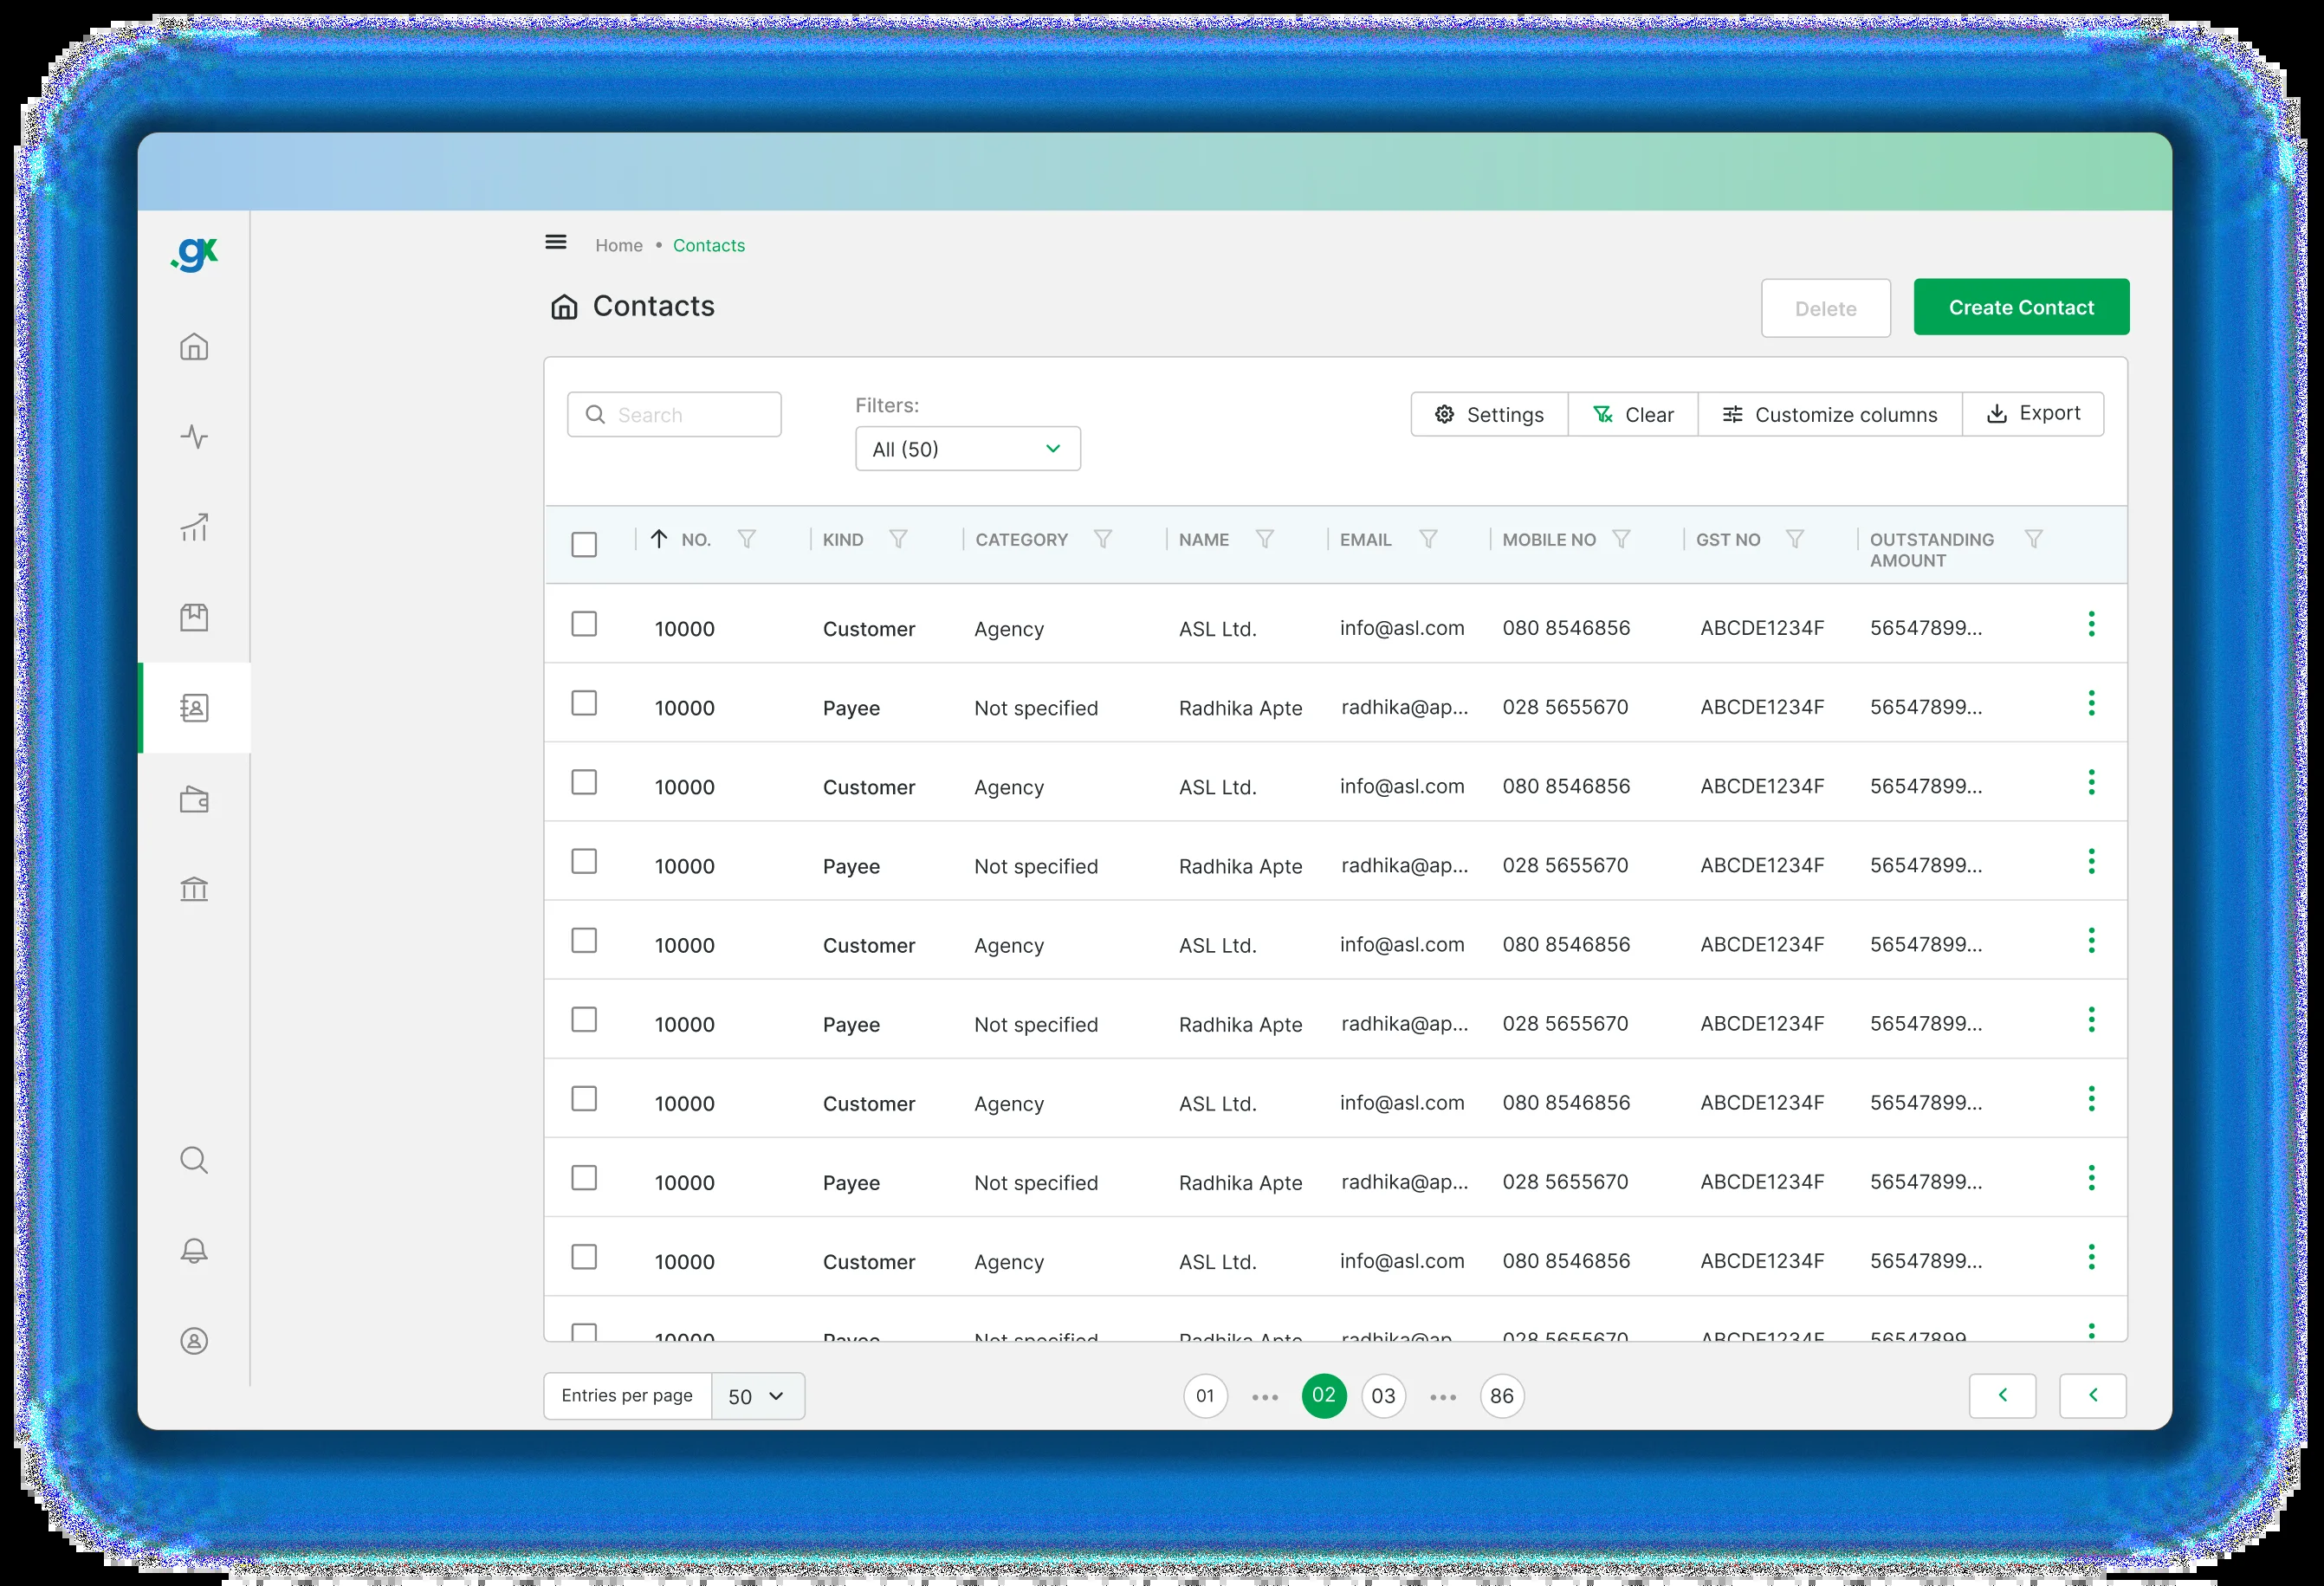 .gx
Home • Contacts
Contacts
Delete
Create Contact
Search
Filters:
All (50)
Settings
Clear
Customize columns
Export
NO. KIND CATEGORY NAME EMAIL MOBILE NO GST NO OUTSTANDING AMOUNT
10000 Customer Agency ASL Ltd. info@asl.com 080 8546856 ABCDE1234F 56547899...
10000 Payee Not specified Radhika Apte radhika@ap... 028 5655670 ABCDE1234F 56547899...
10000 Customer Agency ASL Ltd. info@asl.com 080 8546856 ABCDE1234F 56547899...
10000 Payee Not specified Radhika Apte radhika@ap... 028 5655670 ABCDE1234F 56547899...
10000 Customer Agency ASL Ltd. info@asl.com 080 8546856 ABCDE1234F 56547899...
10000 Payee Not specified Radhika Apte radhika@ap... 028 5655670 ABCDE1234F 56547899...
10000 Customer Agency ASL Ltd. info@asl.com 080 8546856 ABCDE1234F 56547899...
10000 Payee Not specified Radhika Apte radhika@ap... 028 5655670 ABCDE1234F 56547899...
10000 Customer Agency ASL Ltd. info@asl.com 080 8546856 ABCDE1234F 56547899...
10000 Payee Not specified Radhika Apte radhika@ap... 028 5655670 ABCDE1234F 56547899...
Entries per page 50
01 ••• 02 03 ••• 86